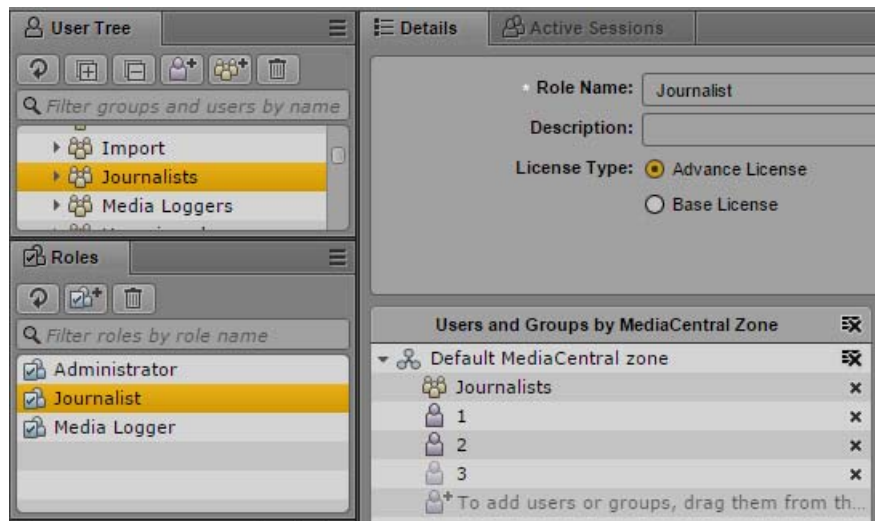 User Tree
Filter groups and users by name
Import
Journalists
Media Loggers
Roles
Filter roles by role name
Administrator
Journalist
Media Logger
Details
Active Sessions
Role Name: Journalist
Description:
License Type: Advance License
Base License
Users and Groups by MediaCentral Zone
Default MediaCentral zone
Journalists
1
2
3
To add users or groups, drag them from th...